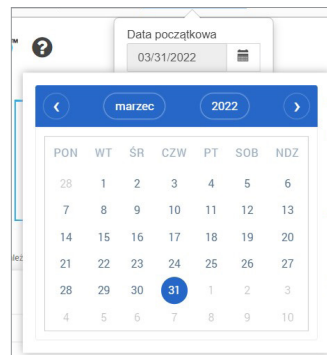 ™
?
Data początkowa
03/31/2022
marzec 2022
PON WT ŚR CZW PT SOB NDZ
28 1 2 3 4 5 6
7 8 9 10 11 12 13
14 15 16 17 18 19 20
21 22 23 24 25 26 27
28 29 30 31 1 2 3
4 5 6 7 8 9 10